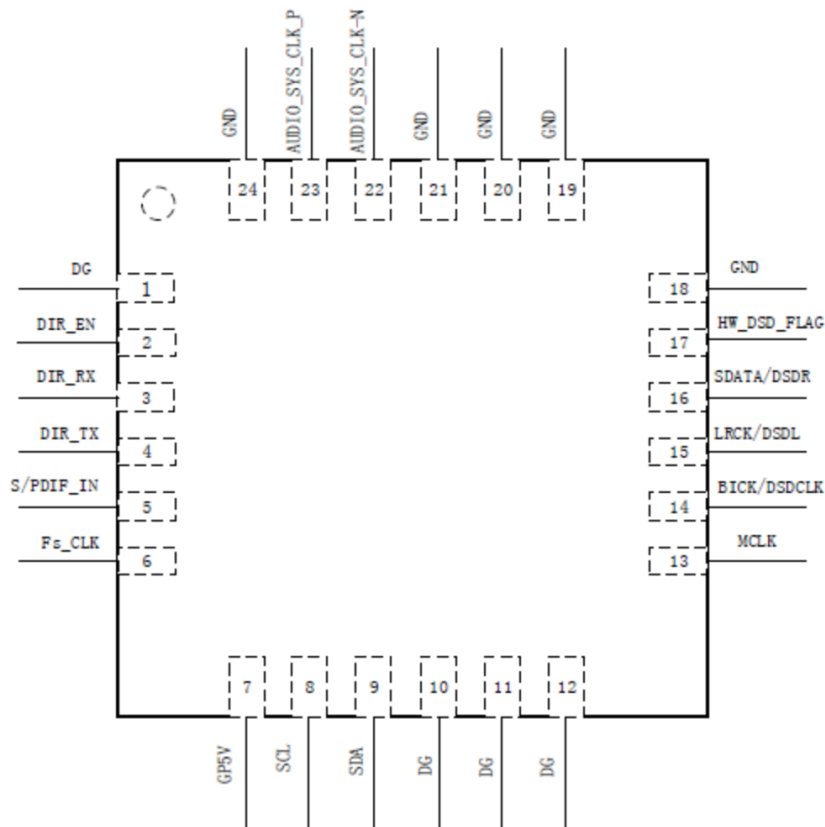 GND
AUDIO_SYS_CLK_P
AUDIO_SYS_CLK-N
GND
GND
GND
24
23
22
21
20
19
DG
1
DIR_EN
2
DIR_RX
3
DIR_TX
4
S/PDIF_IN
5
Fs_CLK
6
GND
18
HW_DSD_FLAG
17
SDATA/DSDR
16
LRCK/DSDL
15
BICK/DSDCLK
14
MCLK
13
7
8
9
10
11
12
GP5V
SCL
SDA
DG
DG
DG